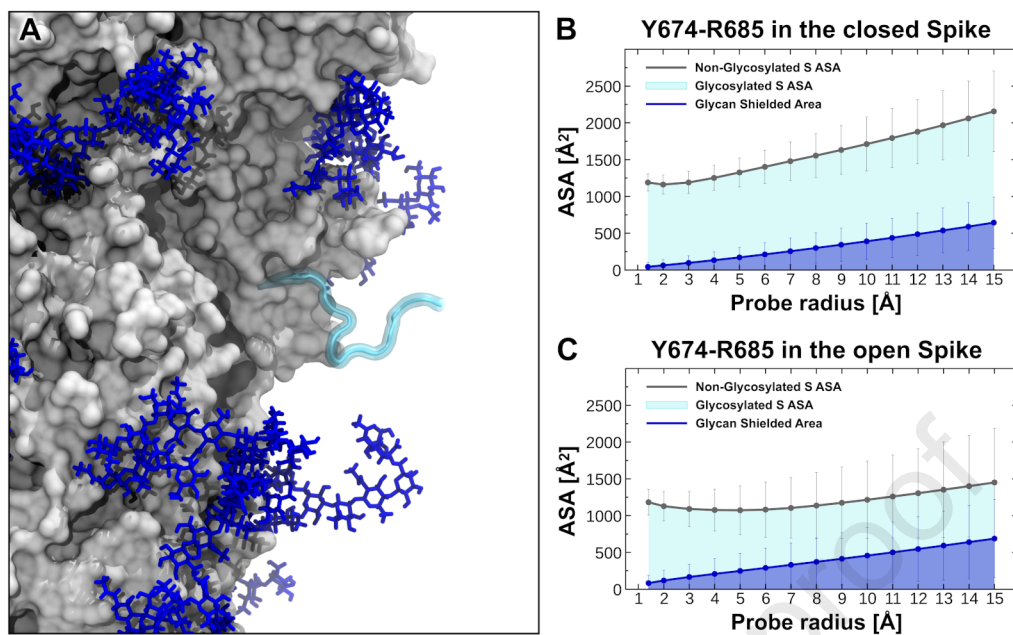 A
B
Y674-R685 in the closed Spike
Non-Glycosylated S ASA
Glycosylated S ASA
Glycan Shielded Area
ASA [Å²]
2500
2000
1500
1000
500
0
1 2 3 4 5 6 7 8 9 10 11 12 13 14 15
Probe radius [Å]
C
Y674-R685 in the open Spike
Non-Glycosylated S ASA
Glycosylated S ASA
Glycan Shielded Area
ASA [Å²]
2500
2000
1500
1000
500
0
1 2 3 4 5 6 7 8 9 10 11 12 13 14 15
Probe radius [Å]
proof